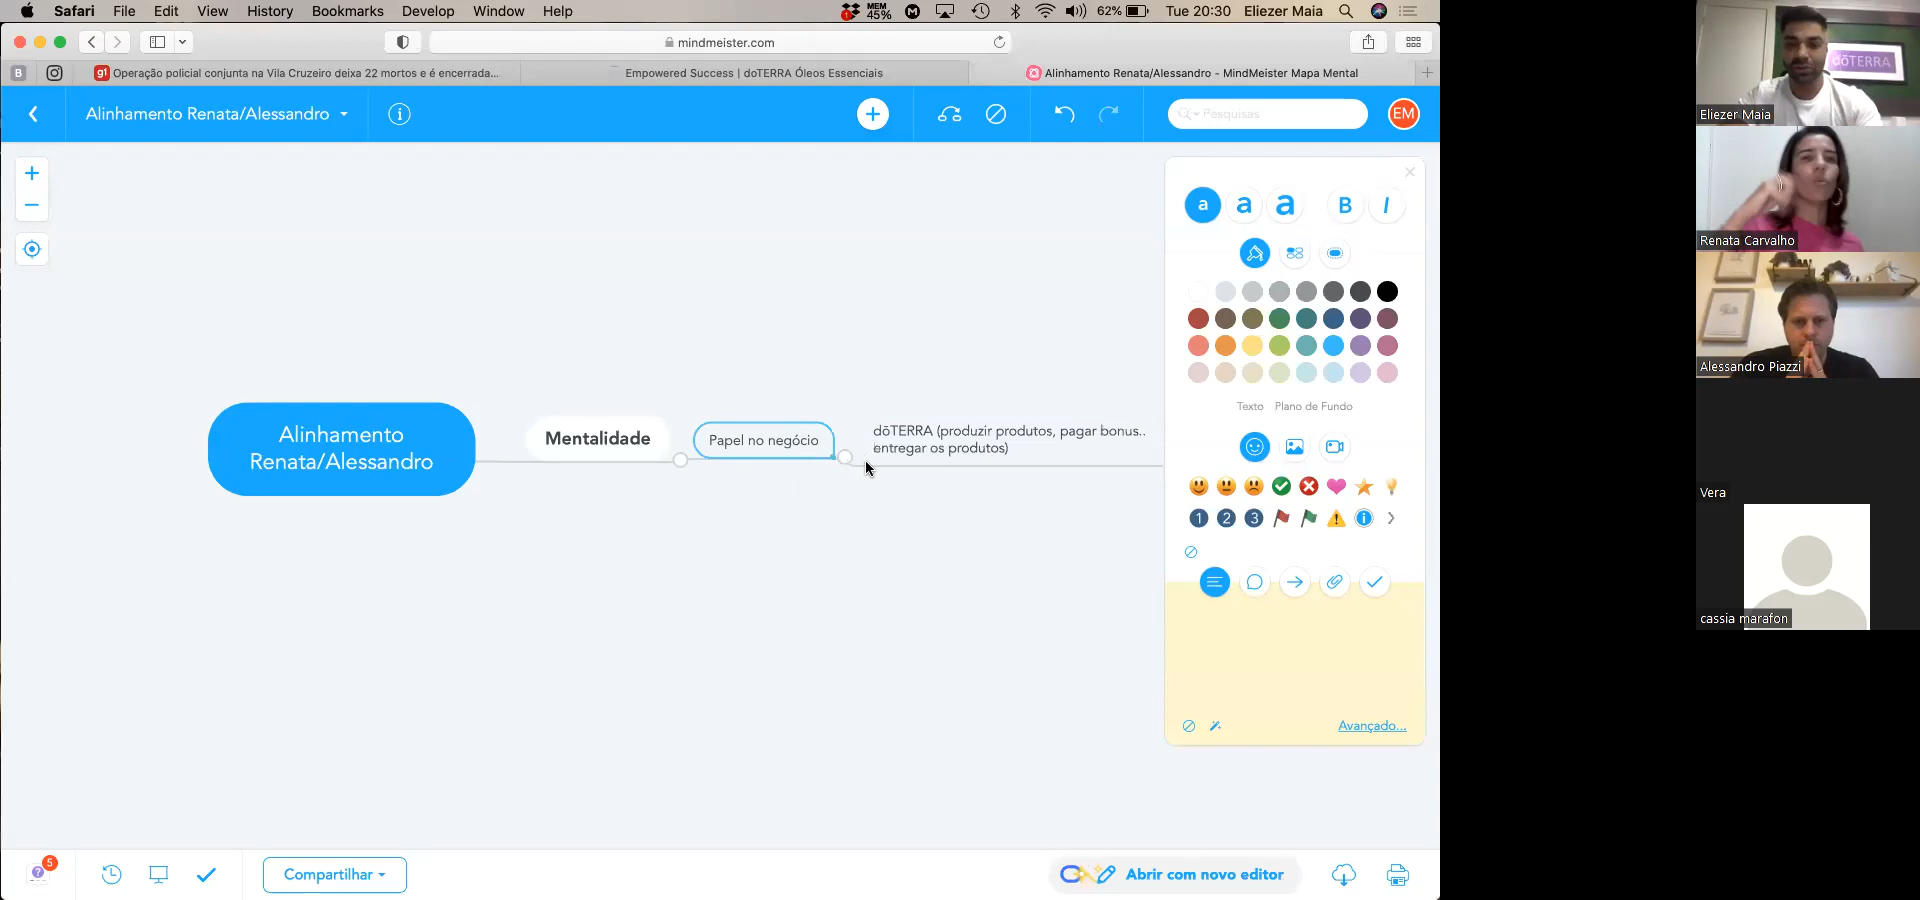 Safari File Edit View History Bookmarks Develop Window Help
MEM
45%
62% Tue 20:30 Eliezer Maia
mindmeister.com
B
g1 Operação policial conjunta na Vila Cruzeiro deixa 22 mortos e é encerrada...
Empowered Success | doTERRA Óleos Essenciais
Alinhamento Renata/Alessandro - MindMeister Mapa Mental
Alinhamento Renata/Alessandro
Pesquisas
EM
a a a B I
Alinhamento
Renata/Alessandro
Mentalidade
Papel no negócio
dōTERRA (produzir produtos, pagar bonus..
entregar os produtos)
Texto Plano de Fundo
1 2 3
Avançado...
5
?
Compartilhar
Abrir com novo editor
dōTERRA
Eliezer Maia
Renata Carvalho
Alessandro Piazzi
Vera
cassia marafon